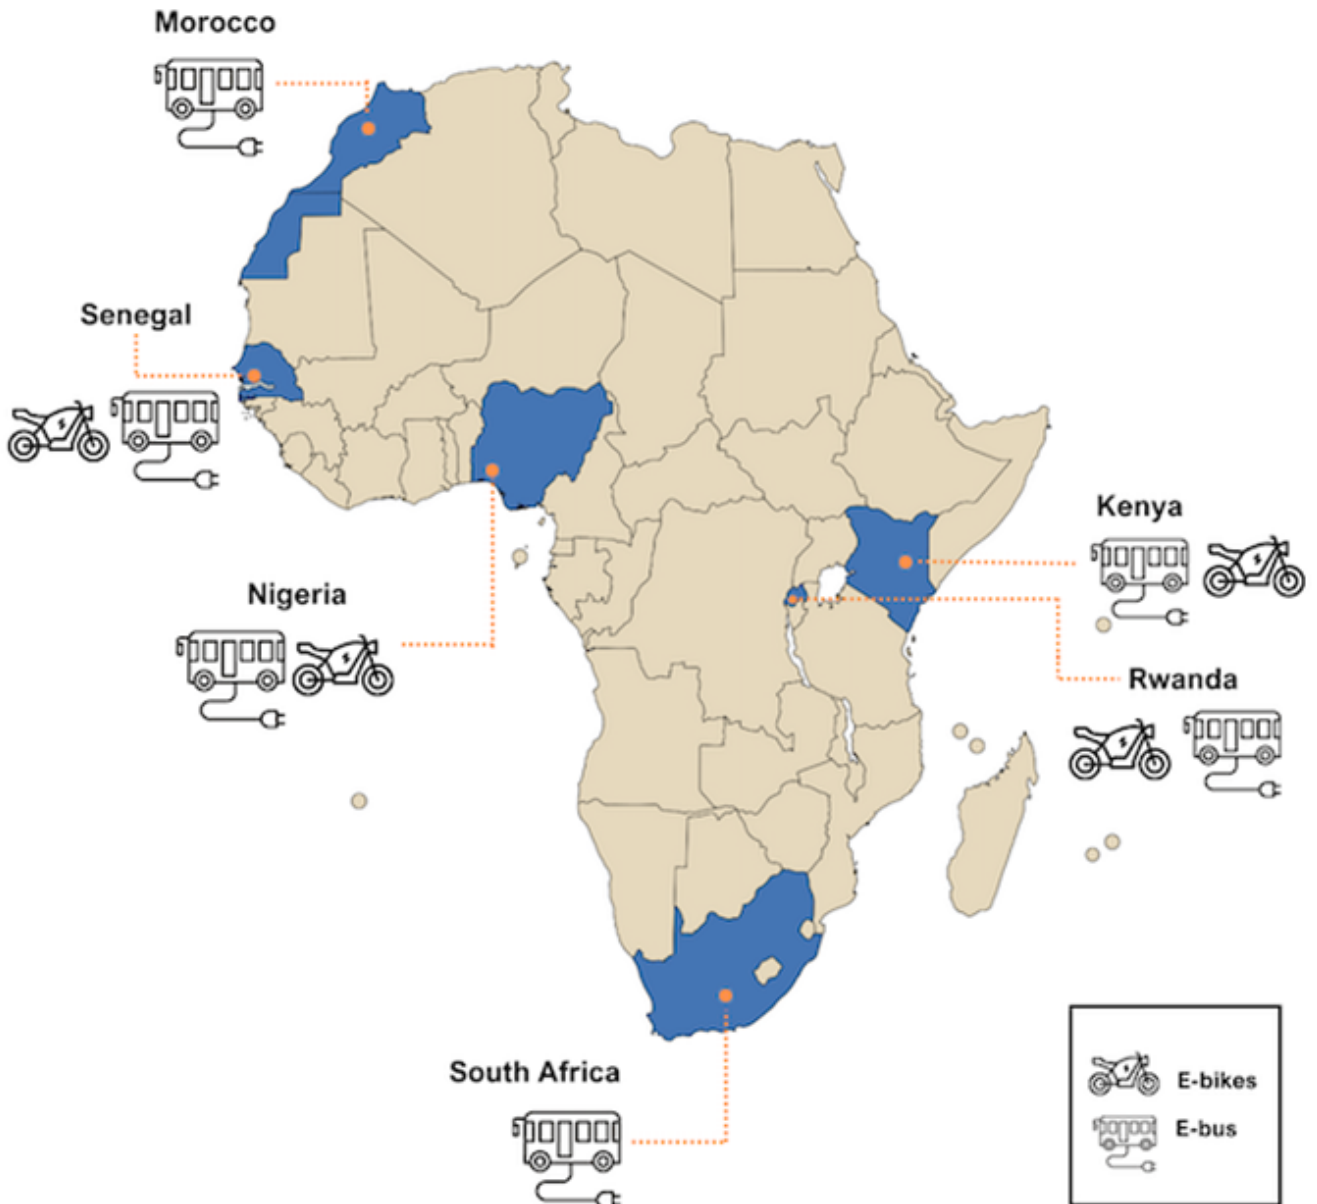 Morocco
Senegal
Nigeria
Kenya
Rwanda
South Africa
E-bikes
E-bus